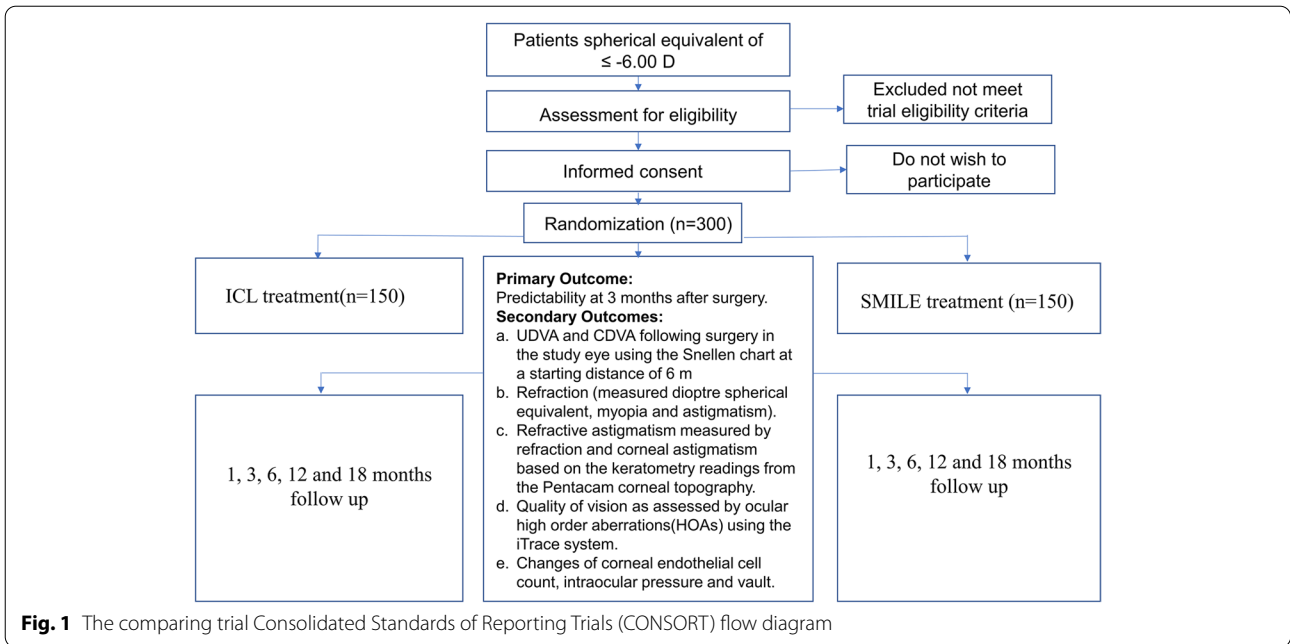 Patients spherical equivalent of
≤ -6.00 D
Assessment for eligibility
Excluded not meet
trial eligibility criteria
Informed consent
Do not wish to
participate
Randomization (n=300)
ICL treatment(n=150)
Primary Outcome:
Predictability at 3 months after surgery.
Secondary Outcomes:
a. UDVA and CDVA following surgery in
the study eye using the Snellen chart at
a starting distance of 6 m
b. Refraction (measured dioptre spherical
equivalent, myopia and astigmatism).
c. Refractive astigmatism measured by
refraction and corneal astigmatism
based on the keratometry readings from
the Pentacam corneal topography.
d. Quality of vision as assessed by ocular
high order aberrations(HOAs) using the
iTrace system.
e. Changes of corneal endothelial cell
count, intraocular pressure and vault.
SMILE treatment (n=150)
1, 3, 6, 12 and 18 months
follow up
1, 3, 6, 12 and 18 months
follow up
Fig. 1 The comparing trial Consolidated Standards of Reporting Trials (CONSORT) flow diagram